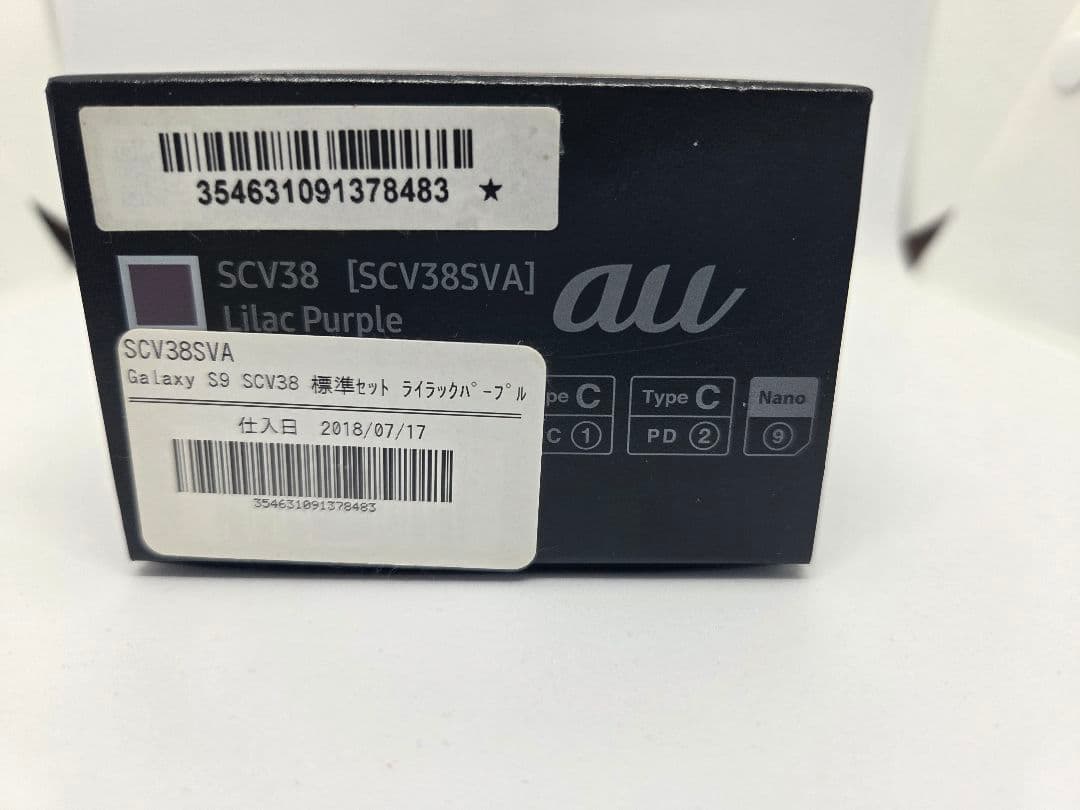 354631091378483 ★
SCV38 [SCV38SVA]
Lilac Purple
au
SCV38SVA
Galaxy S9 SCV38 標準ｾｯﾄ ﾗｲﾗｯｸﾊﾟｰﾌﾟﾙ
仕入日 2018/07/17
354631091378483
pe C
C ①
Type C
PD ②
Nano
⑨